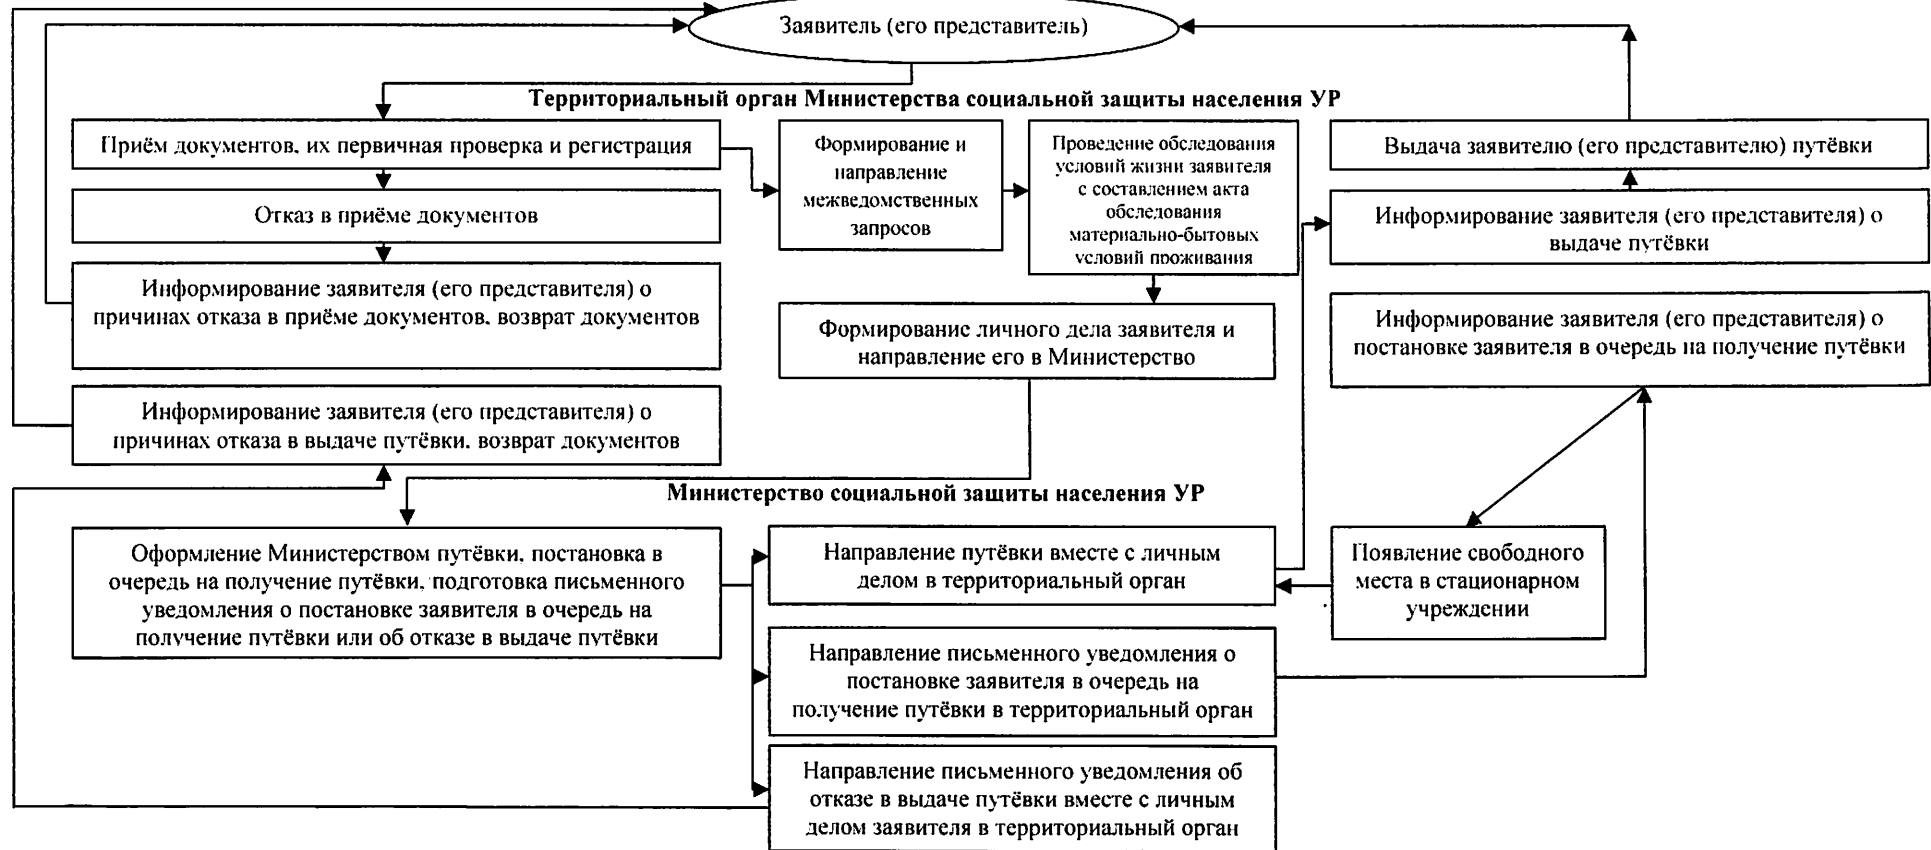 Заявитель (его представитель)
Территориальный орган Министерства социальной защиты населения УР
Приём документов, их первичная проверка и регистрация
Отказ в приёме документов
Информирование заявителя (его представителя) о
причинах отказа в приёме документов, возврат документов
Информирование заявителя (его представителя) о
причинах отказа в выдаче путёвки, возврат документов
Формирование и
направление
межведомственных
запросов
Проведение обследования
условий жизни заявителя
с составлением акта
обследования
материально-бытовых
условий проживания
Формирование личного дела заявителя и
направление его в Министерство
Выдача заявителю (его представителю) путёвки
Информирование заявителя (его представителя) о
выдаче путёвки
Информирование заявителя (его представителя) о
постановке заявителя в очередь на получение путёвки
Министерство социальной защиты населения УР
Оформление Министерством путёвки, постановка в
очередь на получение путёвки, подготовка письменного
уведомления о постановке заявителя в очередь на
получение путёвки или об отказе в выдаче путёвки
Направление путёвки вместе с личным
делом в территориальный орган
Направление письменного уведомления о
постановке заявителя в очередь на
получение путёвки в территориальный орган
Направление письменного уведомления об
отказе в выдаче путёвки вместе с личным
делом заявителя в территориальный орган
Появление свободного
места в стационарном
учреждении